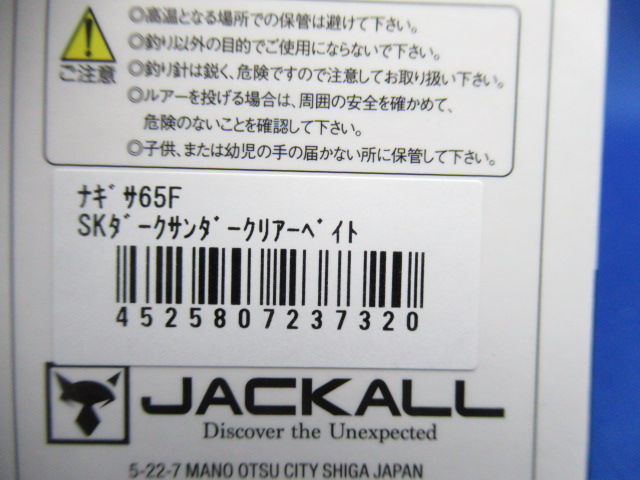 ◎高温となる場所での保管は避けて下さい。
◎釣り以外の目的でご使用にならないで下さい。
◎釣り針は鋭く、危険ですので注意してお取り扱い下さい。
◎ルアーを投げる場合は、周囲の安全を確かめて、
危険のないことを確認して下さい。
◎子供、または幼児の手の届かない所に保管して下さい。
ご注意
ﾅｷﾞｻ65F
SKﾀﾞｰｸｻﾝﾀﾞｰｸﾘｱｰﾍﾞｲﾄ
4525807237320
JACKALL
Discover the Unexpected
5-22-7 MANO OTSU CITY SHIGA JAPAN